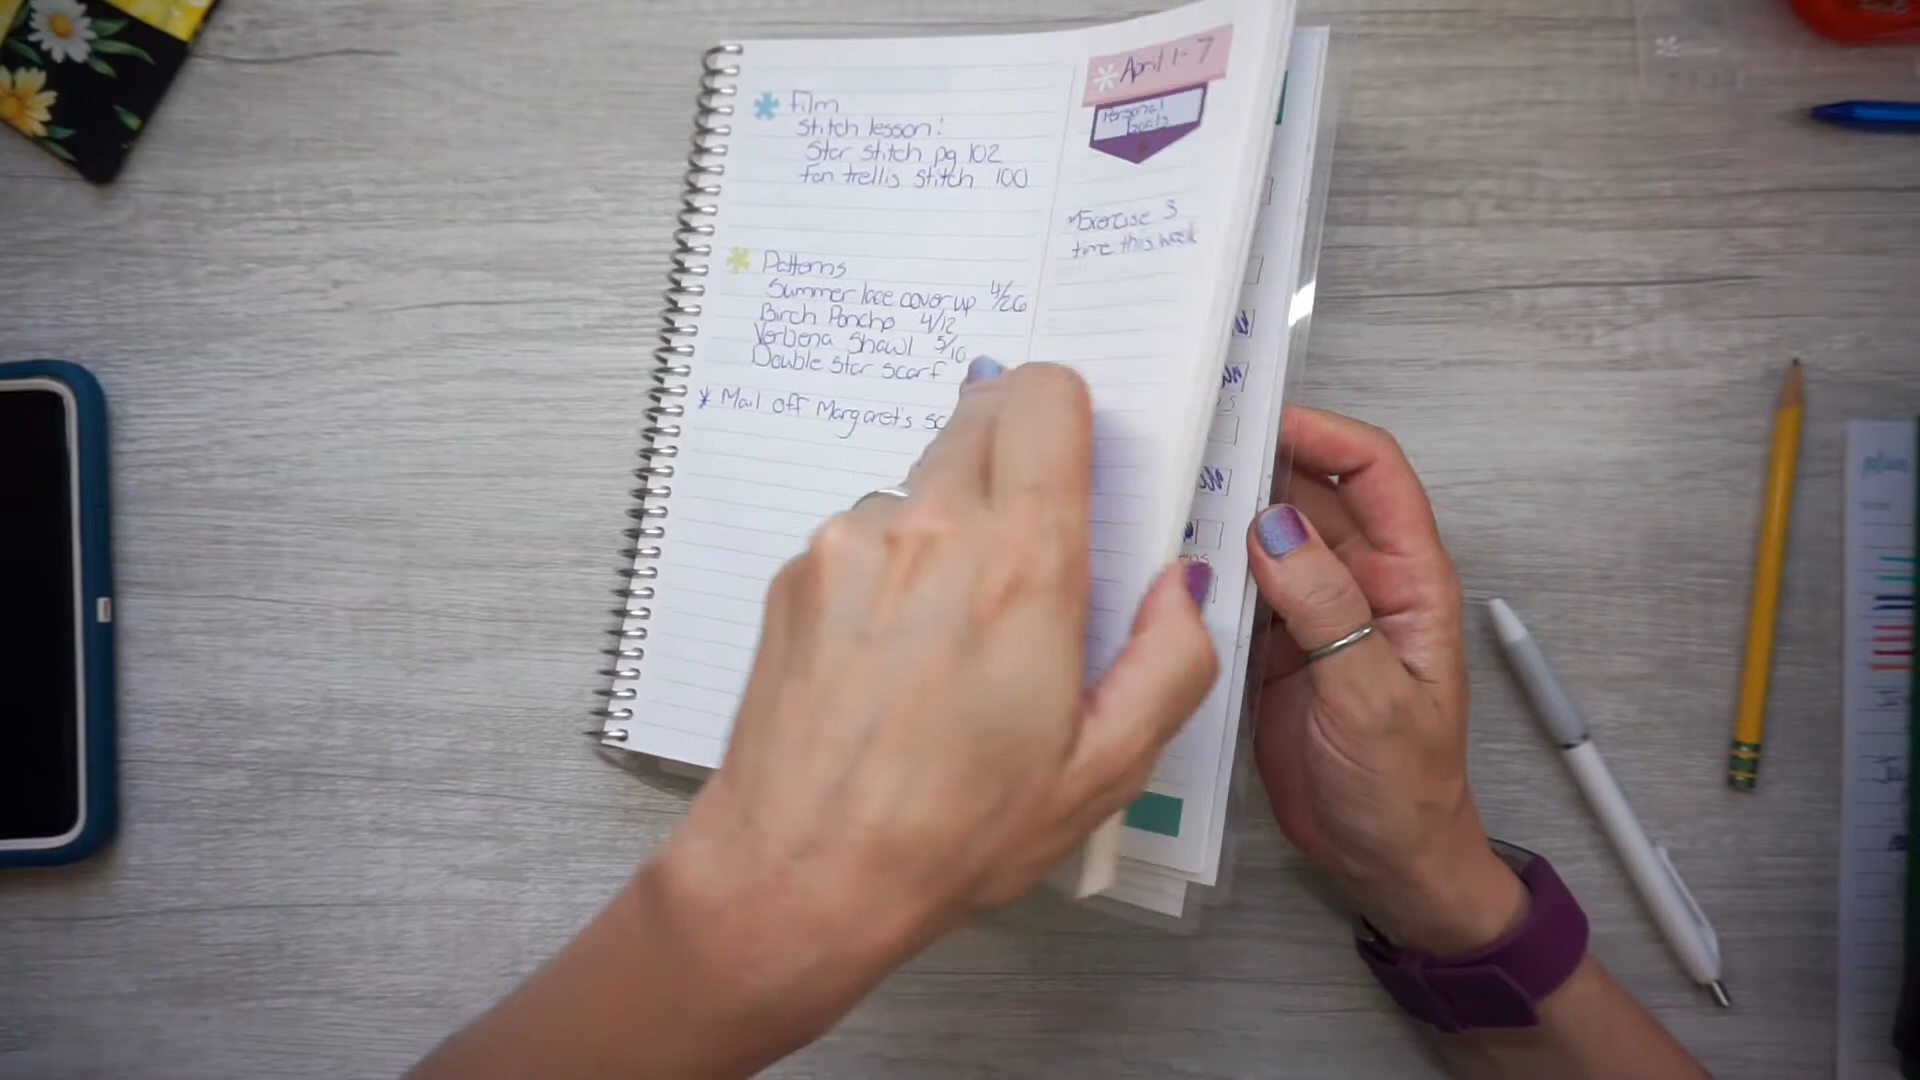 Film
Stitch lesson:
Star Stitch pg 102
fan trellis Stitch 100
Patterns
Summer lace cover up 4/26
Birch Poncho 4/12
Verbena Shawl 5/10
Double Star scarf
* Mail off Margaret's sc
April 1-7
Personal
Goals
Exercise 3
time this week
plan